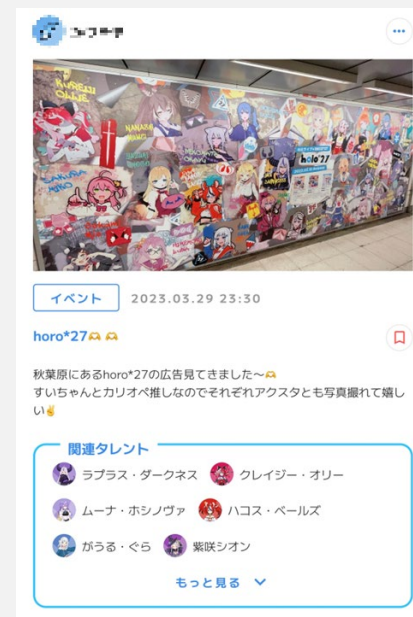 KUREIJI
OLLIE
SAKURA
MIKO
holo*27
イベント
2023.03.29 23:30
horo*27🫶🫶
秋葉原にあるhoro*27の広告見てきました〜🫶
すいちゃんとカリオペ推しなのでそれぞれアクスタとも写真撮れて嬉し
い✌️
関連タレント
ラプラス・ダークネス
クレイジー・オリー
ムーナ・ホシノヴァ
ハコス・ベールズ
がうる・ぐら
紫咲シオン
もっと見る